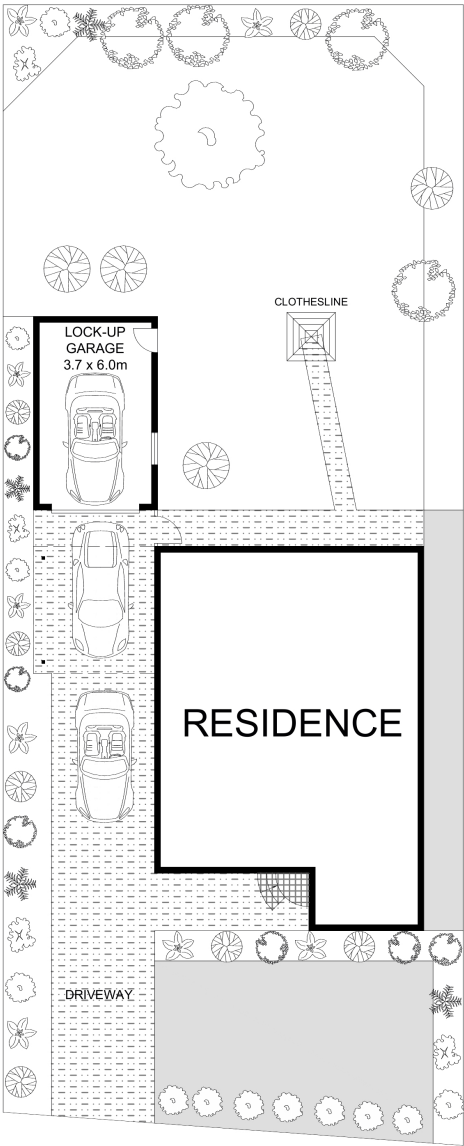 CLOTHESLINE
LOCK-UP
GARAGE
3.7 x 6.0m
RESIDENCE
DRIVEWAY